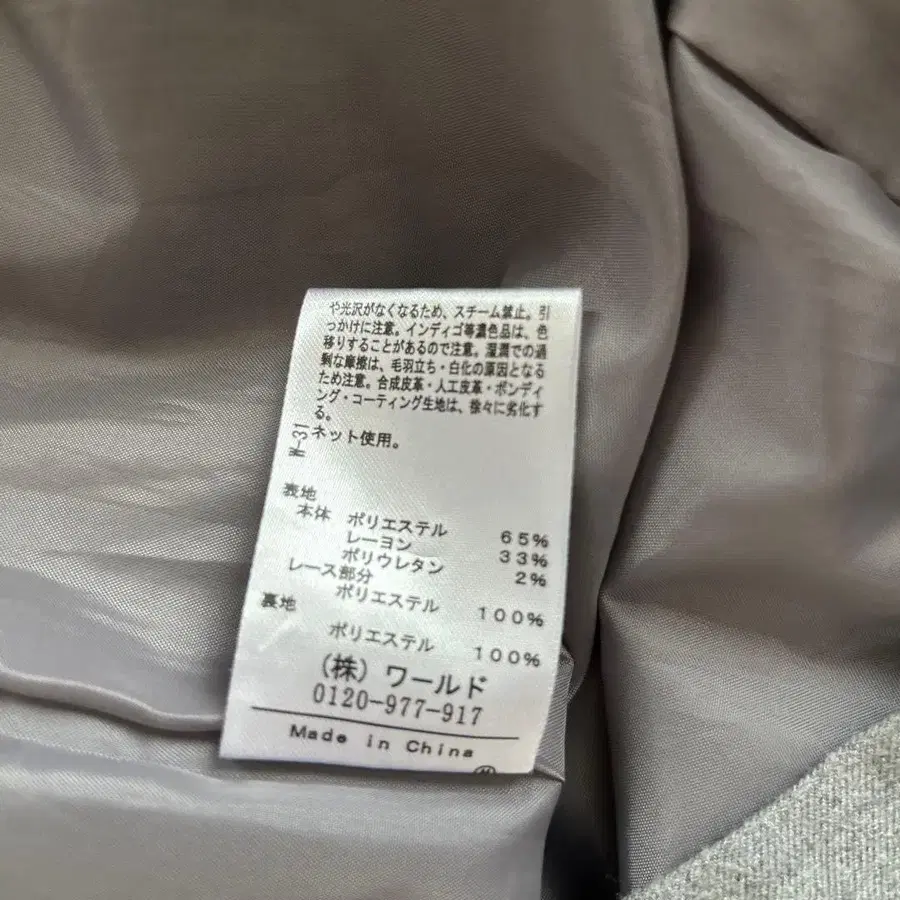 や光沢がなくなるため、スチーム禁止。引
っかけに注意。インディゴ等濃色品は、色
移りすることがあるので注意。湿潤での過
剰な摩擦は、毛羽立ち・白化の原因となる
ため注意。合成皮革・人工皮革・ボンディ
ング・コーティング生地は、徐々に劣化す
る。
ネット使用。
W-31
表地
本体 ポリエステル 65%
レーヨン 33%
ポリウレタン 2%
レース部分
ポリエステル 100%
裏地
ポリエステル 100%
(株) ワールド
0120-977-917
Made in China